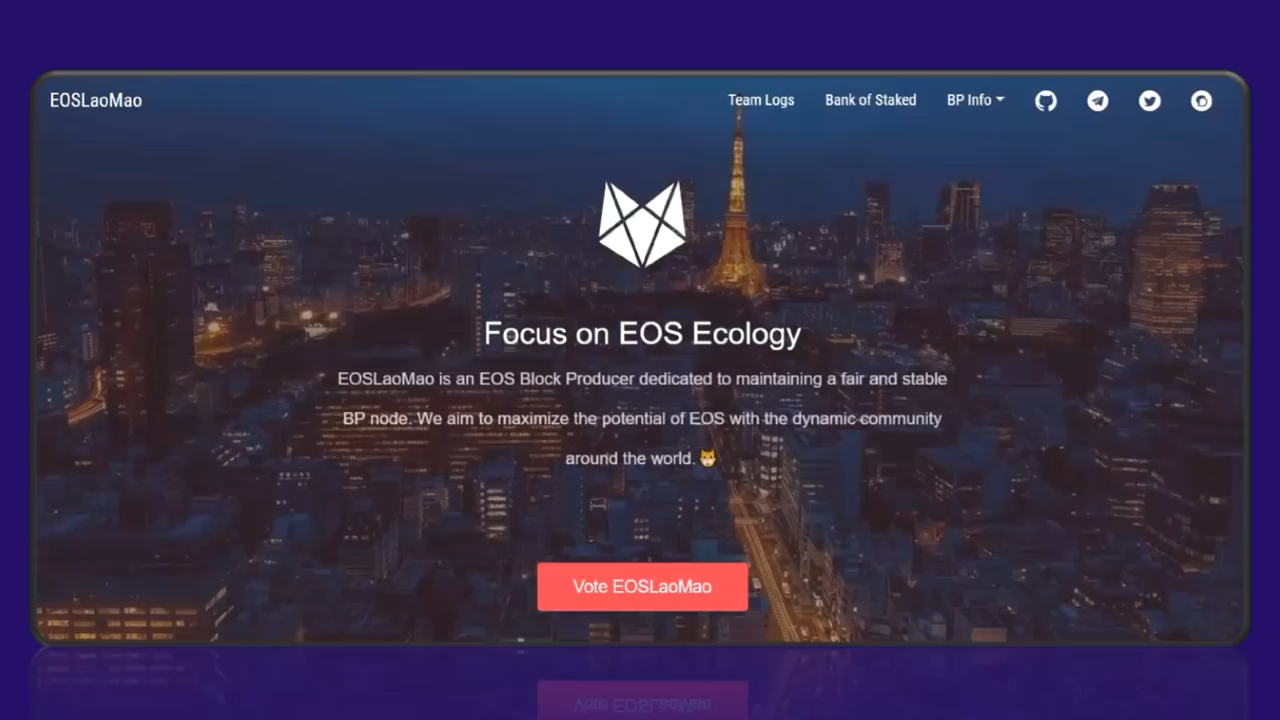 EOSLaoMao
Team Logs
Bank of Staked
BP Info
Focus on EOS Ecology
EOSLaoMao is an EOS Block Producer dedicated to maintaining a fair and stable
BP node. We aim to maximize the potential of EOS with the dynamic community
around the world. 🐱
Vote EOSLaoMao